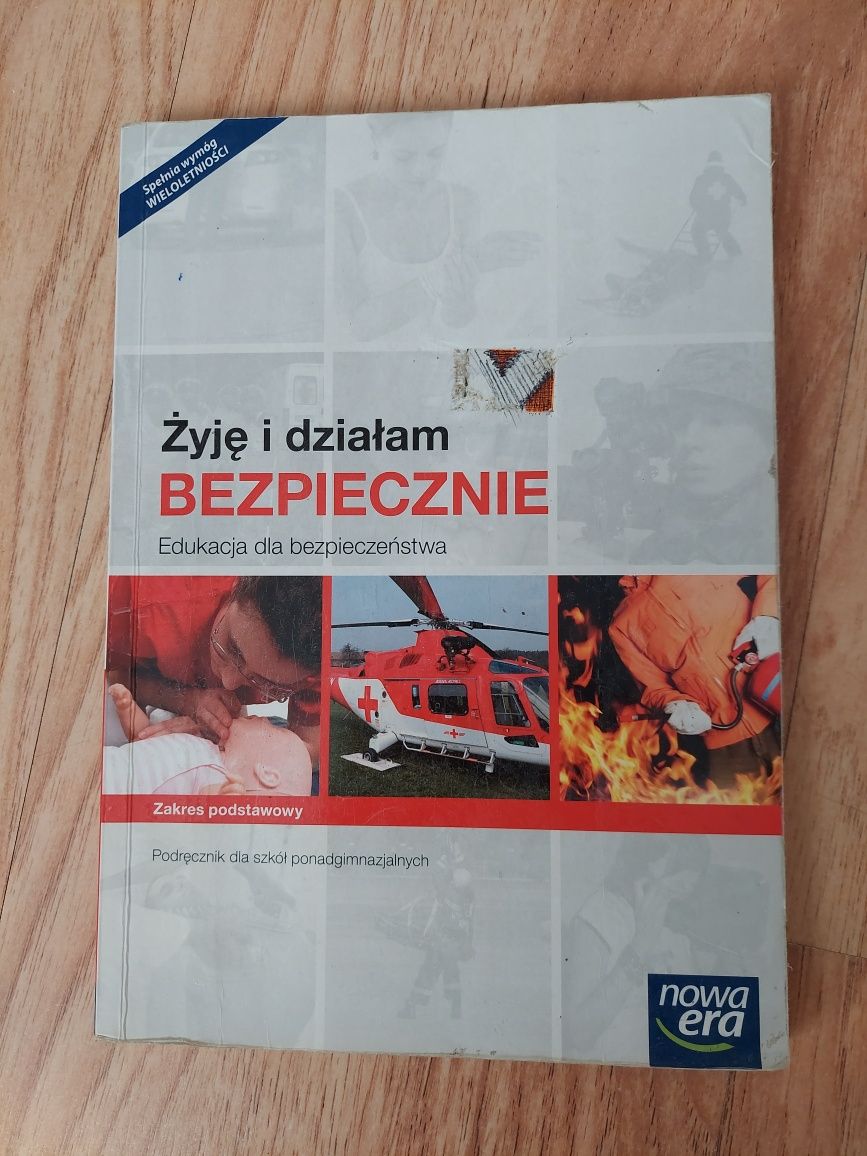 Spełnia wymóg
WIELOLETNIOŚCI
Żyję i działam
BEZPIECZNIE
Edukacja dla bezpieczeństwa
Zakres podstawowy
Podręcznik dla szkół ponadgimnazjalnych
nowa
era